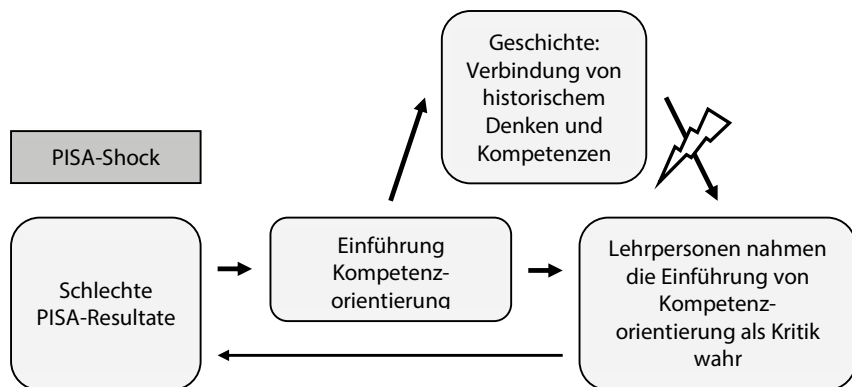 Geschichte:
Verbindung von
historischem
Denken und
Kompetenzen
PISA-Shock
Schlechte
PISA-Resultate
Einführung
Kompetenz-
orientierung
Lehrpersonen nahmen
die Einführung von
Kompetenz-
orientierung als Kritik
wahr